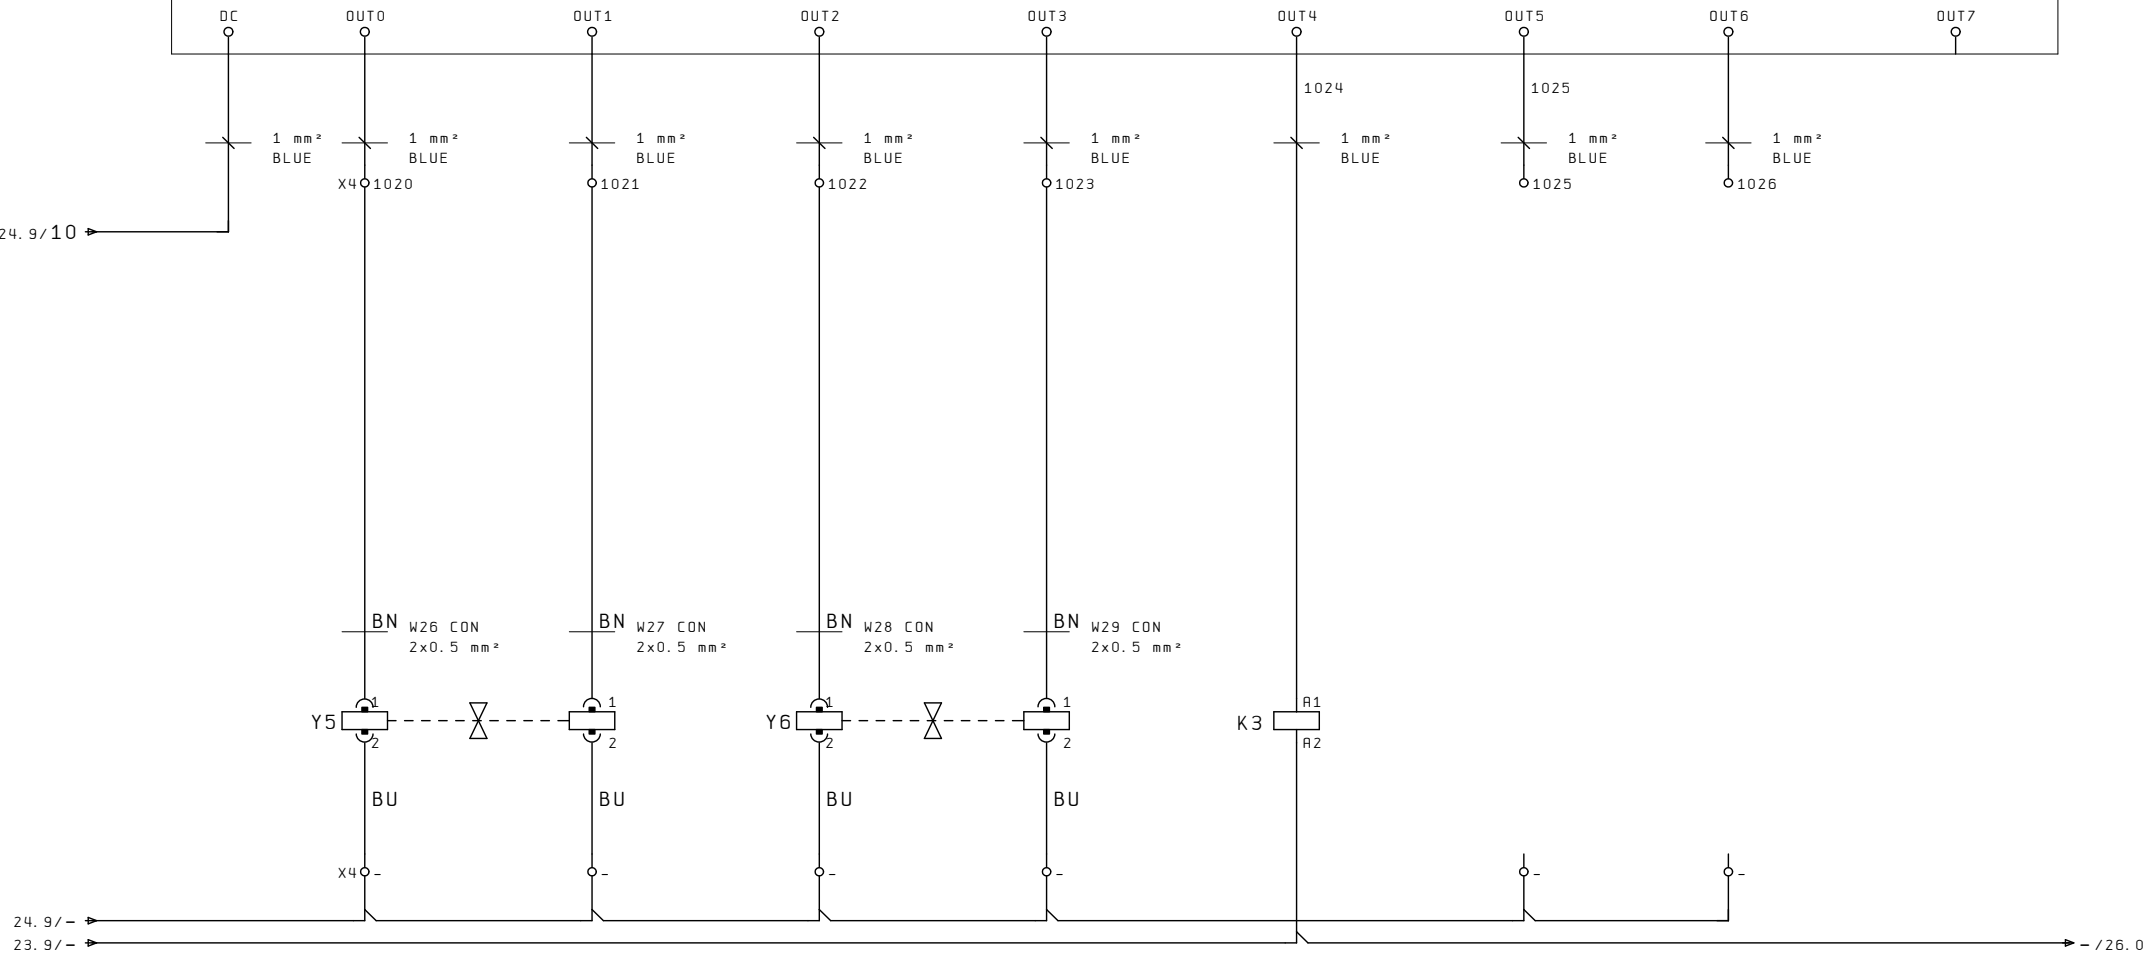 DC OUT0 OUT1 OUT2 OUT3 OUT4 OUT5 OUT6 OUT7
1024 1025
1 mm² 1 mm² 1 mm² 1 mm² 1 mm² 1 mm² 1 mm² 1 mm²
BLUE BLUE BLUE BLUE BLUE BLUE BLUE BLUE
X4 1020 1021 1022 1023 1025 1026
24.9/10
BN W26 CON BN W27 CON BN W28 CON BN W29 CON
2x0.5 mm² 2x0.5 mm² 2x0.5 mm² 2x0.5 mm²
1 1 1 1 A1
Y5 Y6 K3
2 2 2 2 A2
BU BU BU BU
X4 - - - - - -
24.9/-
23.9/- -/26.0